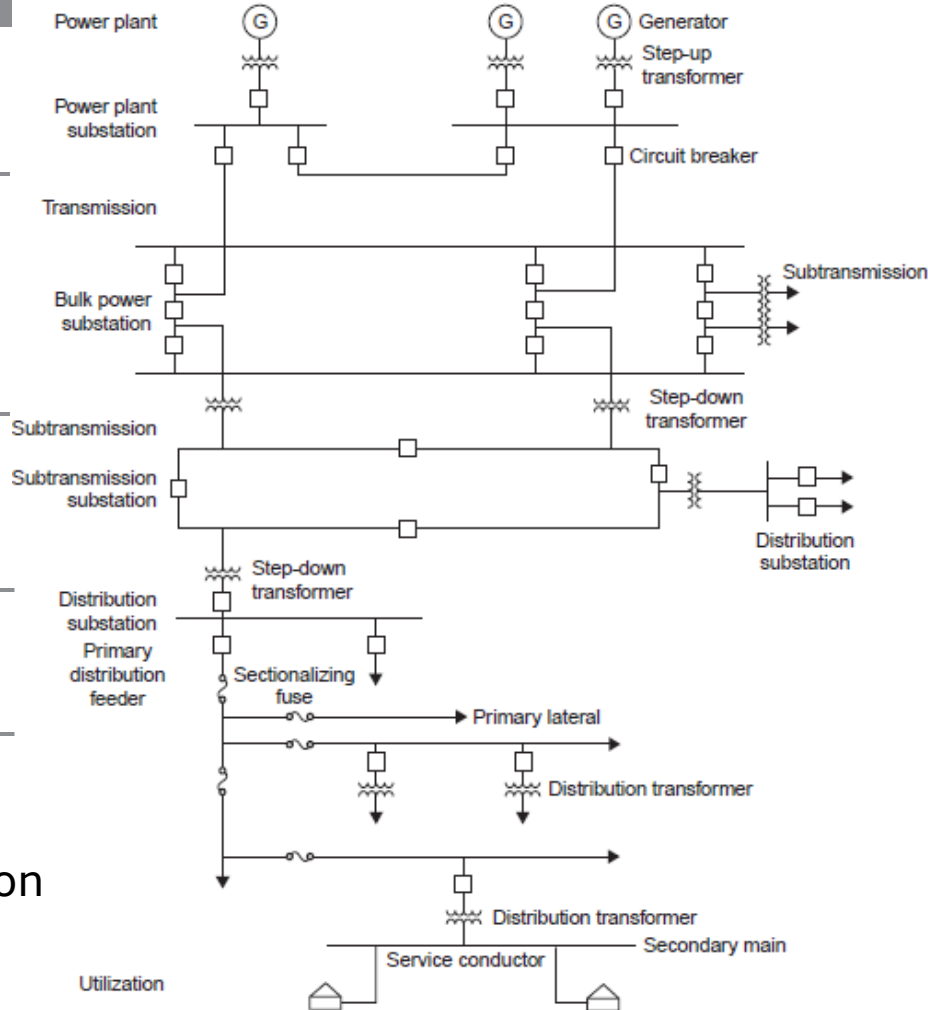 Power plant
G
G
G
Generator
Step-up
transformer
Power plant
substation
Circuit breaker
Transmission
Subtransmission
Bulk power
substation
Step-down
transformer
Subtransmission
Subtransmission
substation
Distribution
substation
Step-down
transformer
Distribution
substation
Primary
distribution
feeder
Sectionalizing
fuse
Primary lateral
Distribution transformer
on
Distribution transformer
Secondary main
Service conductor
Utilization